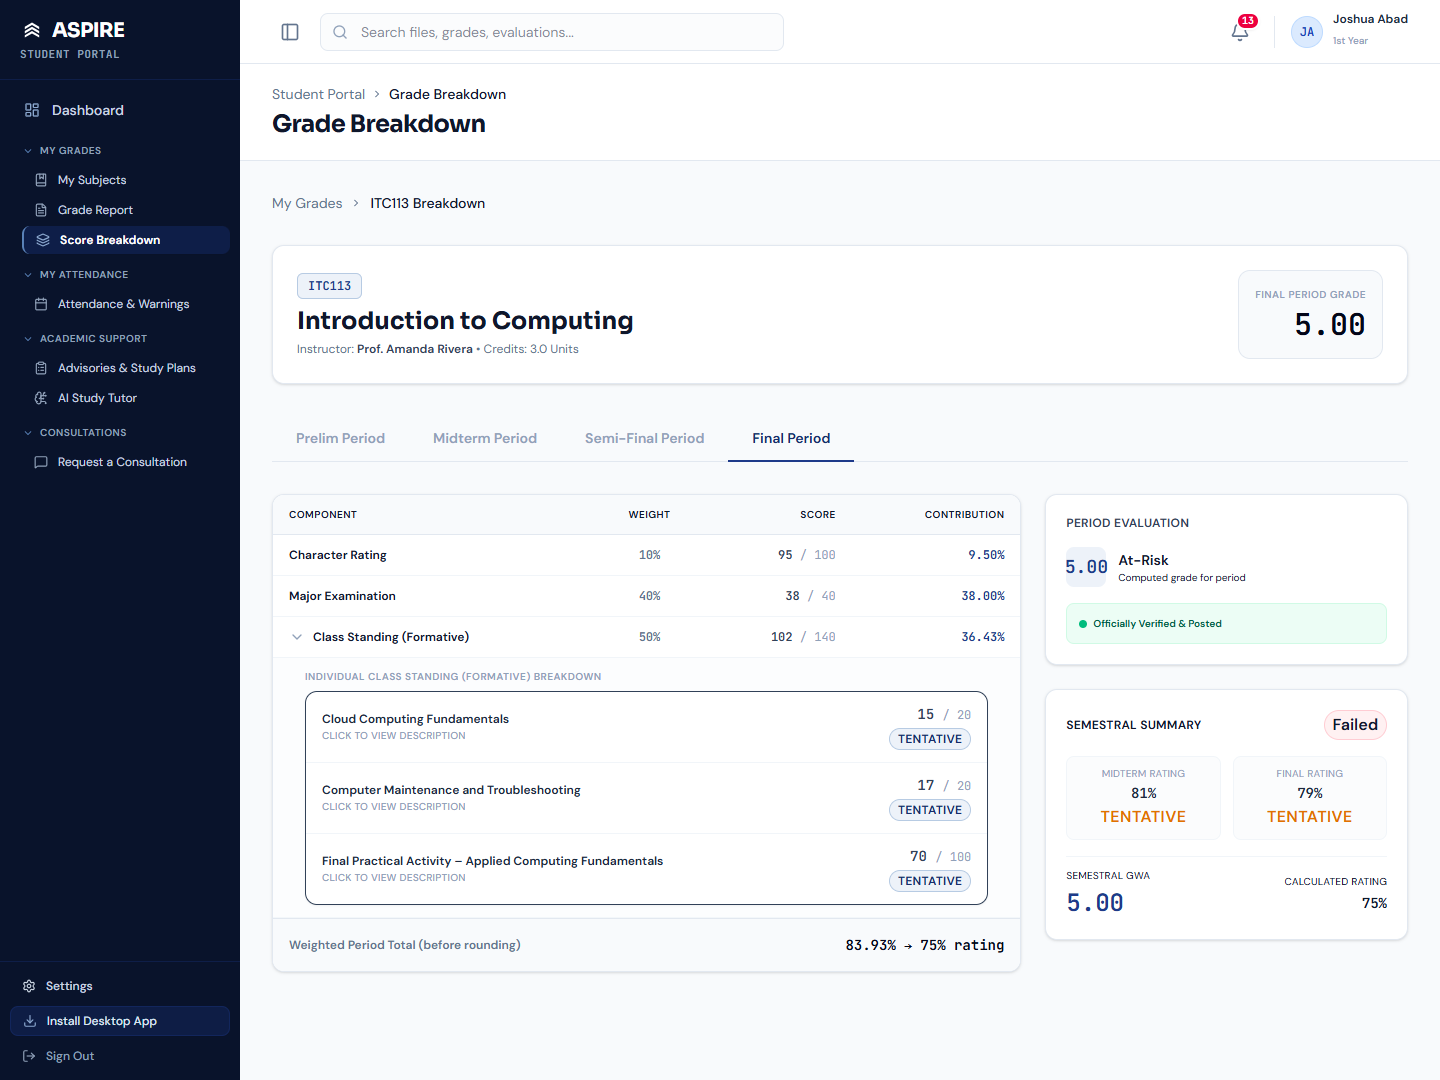 ASPIRE
STUDENT PORTAL
Dashboard
MY GRADES
My Subjects
Grade Report
Score Breakdown
MY ATTENDANCE
Attendance & Warnings
ACADEMIC SUPPORT
Advisories & Study Plans
AI Study Tutor
CONSULTATIONS
Request a Consultation
Settings
Install Desktop App
Sign Out
Search files, grades, evaluations...
13
JA
Joshua Abad
1st Year
Student Portal > Grade Breakdown
Grade Breakdown
My Grades > ITC113 Breakdown
ITC113
Introduction to Computing
Instructor: Prof. Amanda Rivera • Credits: 3.0 Units
FINAL PERIOD GRADE
5.00
Prelim Period Midterm Period Semi-Final Period Final Period
COMPONENT WEIGHT SCORE CONTRIBUTION
Character Rating 10% 95 / 100 9.50%
Major Examination 40% 38 / 40 38.00%
Class Standing (Formative) 50% 102 / 140 36.43%
INDIVIDUAL CLASS STANDING (FORMATIVE) BREAKDOWN
Cloud Computing Fundamentals 15 / 20
CLICK TO VIEW DESCRIPTION TENTATIVE
Computer Maintenance and Troubleshooting 17 / 20
CLICK TO VIEW DESCRIPTION TENTATIVE
Final Practical Activity – Applied Computing Fundamentals 70 / 100
CLICK TO VIEW DESCRIPTION TENTATIVE
Weighted Period Total (before rounding) 83.93% → 75% rating
PERIOD EVALUATION
5.00 At-Risk
Computed grade for period
Officially Verified & Posted
SEMESTRAL SUMMARY Failed
MIDTERM RATING FINAL RATING
81% 79%
TENTATIVE TENTATIVE
SEMESTRAL GWA CALCULATED RATING
5.00 75%